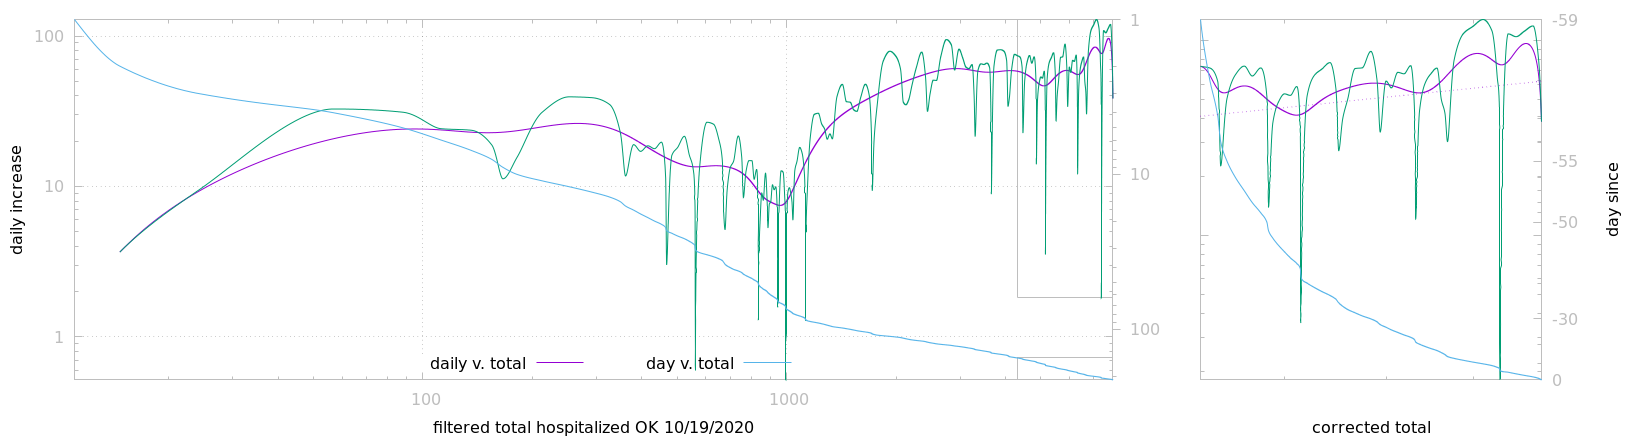 100
10
1
daily increase
daily v. total
day v. total
100
1000
filtered total hospitalized OK 10/19/2020
1
10
100
corrected total
-59
-55
-50
-30
0
day since